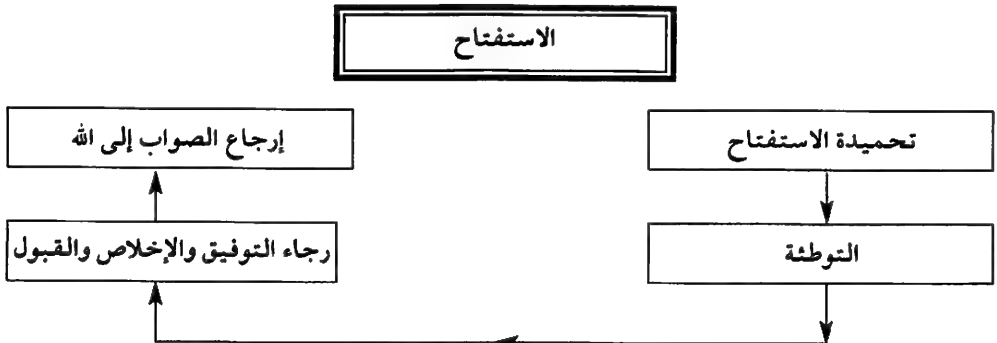 الاستفتاح
تحميدة الاستفتاح
التوطئة
رجاء التوفيق والإخلاص والقبول
إرجاع الصواب إلى الله